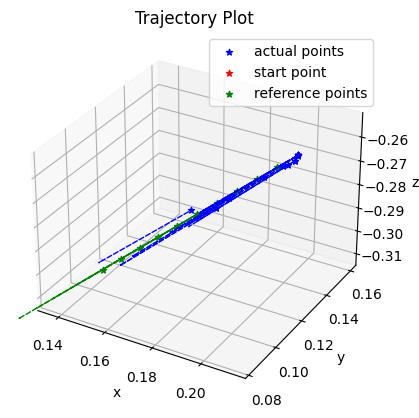 Trajectory Plot
actual points
start point
reference points
−0.26
−0.27
−0.28
z
−0.29
−0.30
−0.31
0.14
0.16
0.18
0.20
x
0.08
0.10
0.12
0.14
0.16
y